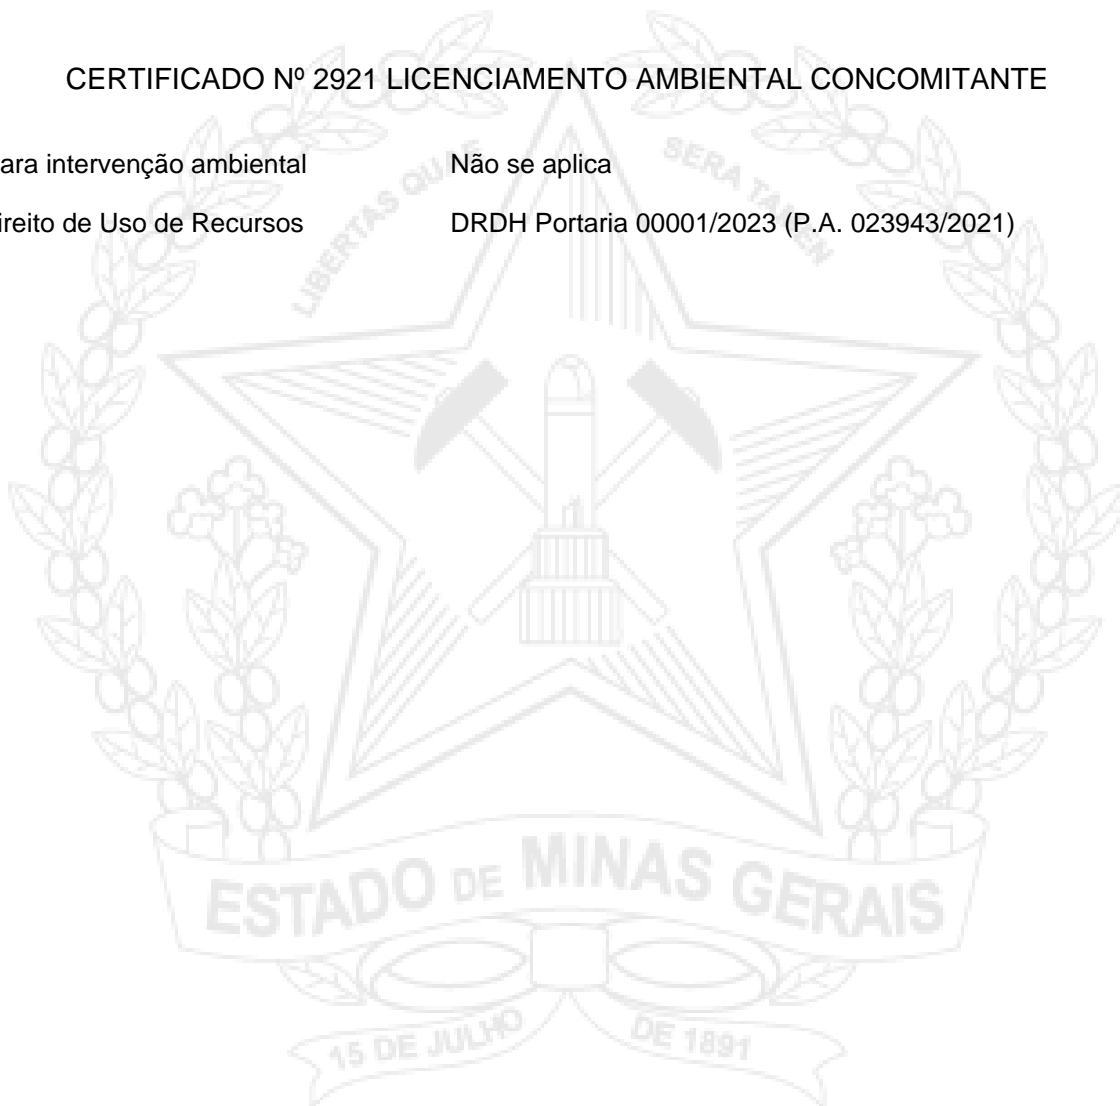 CERTIFICADO Nº 2921 LICENCIAMENTO AMBIENTAL CONCOMITANTE
ara intervenção ambiental Não se aplica
ireito de Uso de Recursos DRDH Portaria 00001/2023 (P.A. 023943/2021)
LIBERTAS QUAE SERA TAMEN
ESTADO DE MINAS GERAIS
15 DE JULHO DE 1891